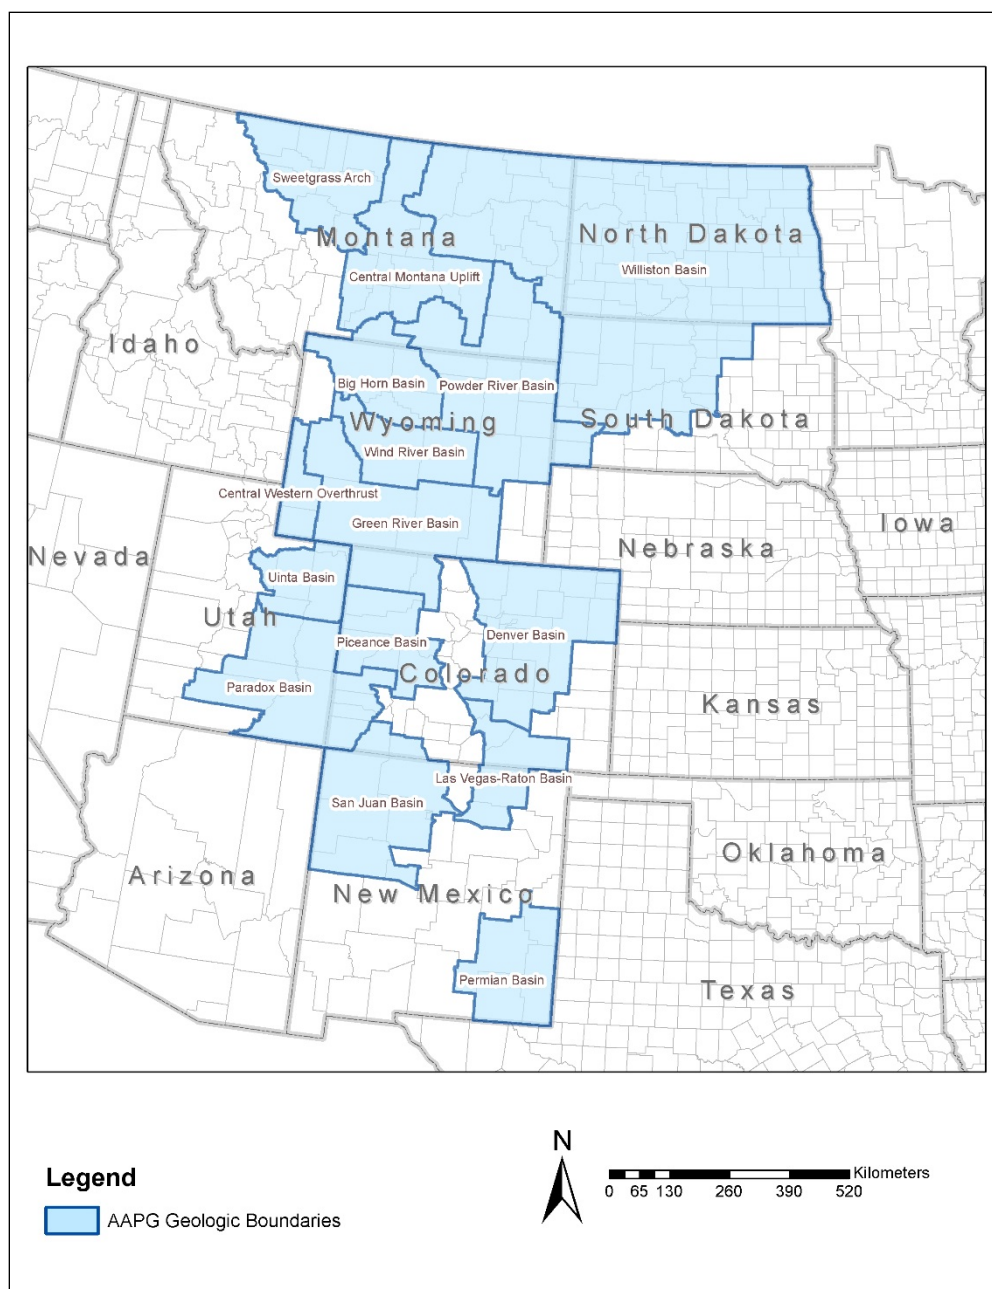 Sweetgrass Arch
Montana
North Dakota
Williston Basin
Central Montana Uplift
Idaho
Big Horn Basin
Powder River Basin
Wyoming
South Dakota
Wind River Basin
Central Western Overthrust
Green River Basin
Iowa
Nebraska
Nevada
Uinta Basin
Utah
Piceance Basin
Denver Basin
Colorado
Paradox Basin
Kansas
Las Vegas-Raton Basin
San Juan Basin
Oklahoma
Arizona
New Mexico
Permian Basin
Texas
N
Legend
AAPG Geologic Boundaries
Kilometers
0 65 130 260 390 520